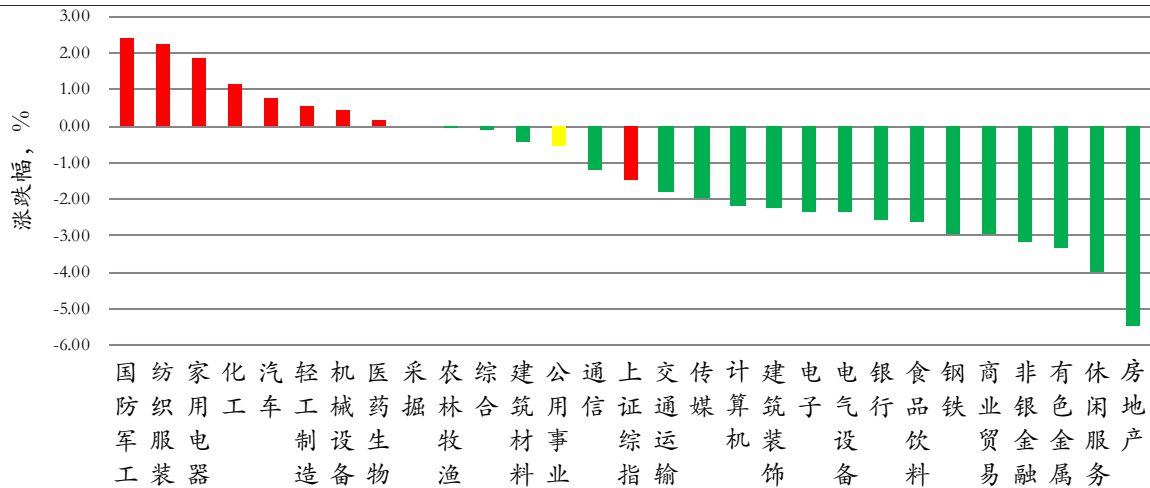 3.00
2.00
1.00
0.00
-1.00
-2.00
-3.00
-4.00
-5.00
-6.00
涨跌幅，%
国防军工
纺织服装
家用电器
化工
汽车
轻工制造
机械设备
医药生物
采掘
农林牧渔
综合
建筑材料
公用事业
通信
上证综指
交通运输
传媒
计算机
建筑装饰
电子
电气设备
银行
食品饮料
钢铁
商业贸易
非银金融
有色金属
休闲服务
房地产